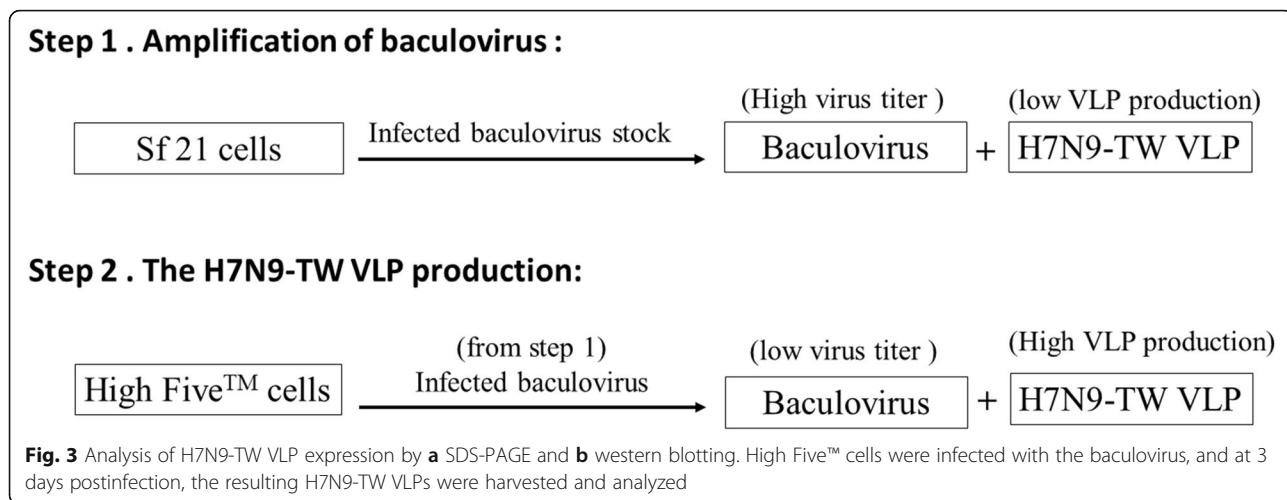 Step 1 . Amplification of baculovirus :
(High virus titer ) (low VLP production)
Sf 21 cells Infected baculovirus stock Baculovirus + H7N9-TW VLP
Step 2 . The H7N9-TW VLP production:
(from step 1) (low virus titer ) (High VLP production)
High Five™ cells Infected baculovirus Baculovirus + H7N9-TW VLP
Fig. 3 Analysis of H7N9-TW VLP expression by a SDS-PAGE and b western blotting. High Five™ cells were infected with the baculovirus, and at 3
days postinfection, the resulting H7N9-TW VLPs were harvested and analyzed